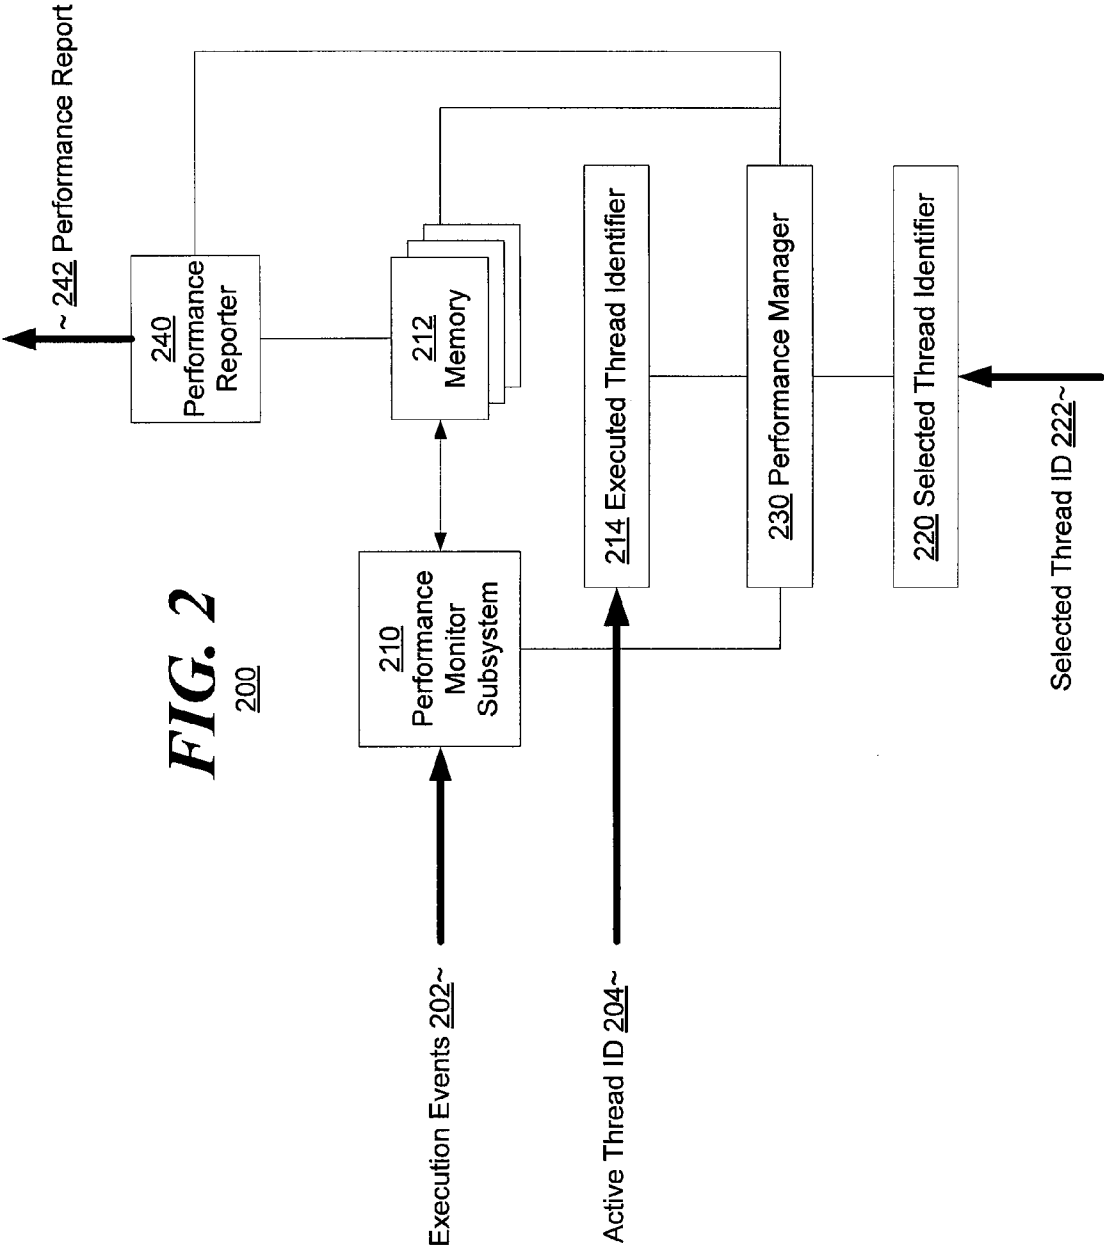 FIG. 2
200
Execution Events 202~
Active Thread ID 204~
210
Performance
Monitor
Subsystem
212
Memory
240
Performance
Reporter
~ 242 Performance Report
214 Executed Thread Identifier
230 Performance Manager
220 Selected Thread Identifier
Selected Thread ID 222~